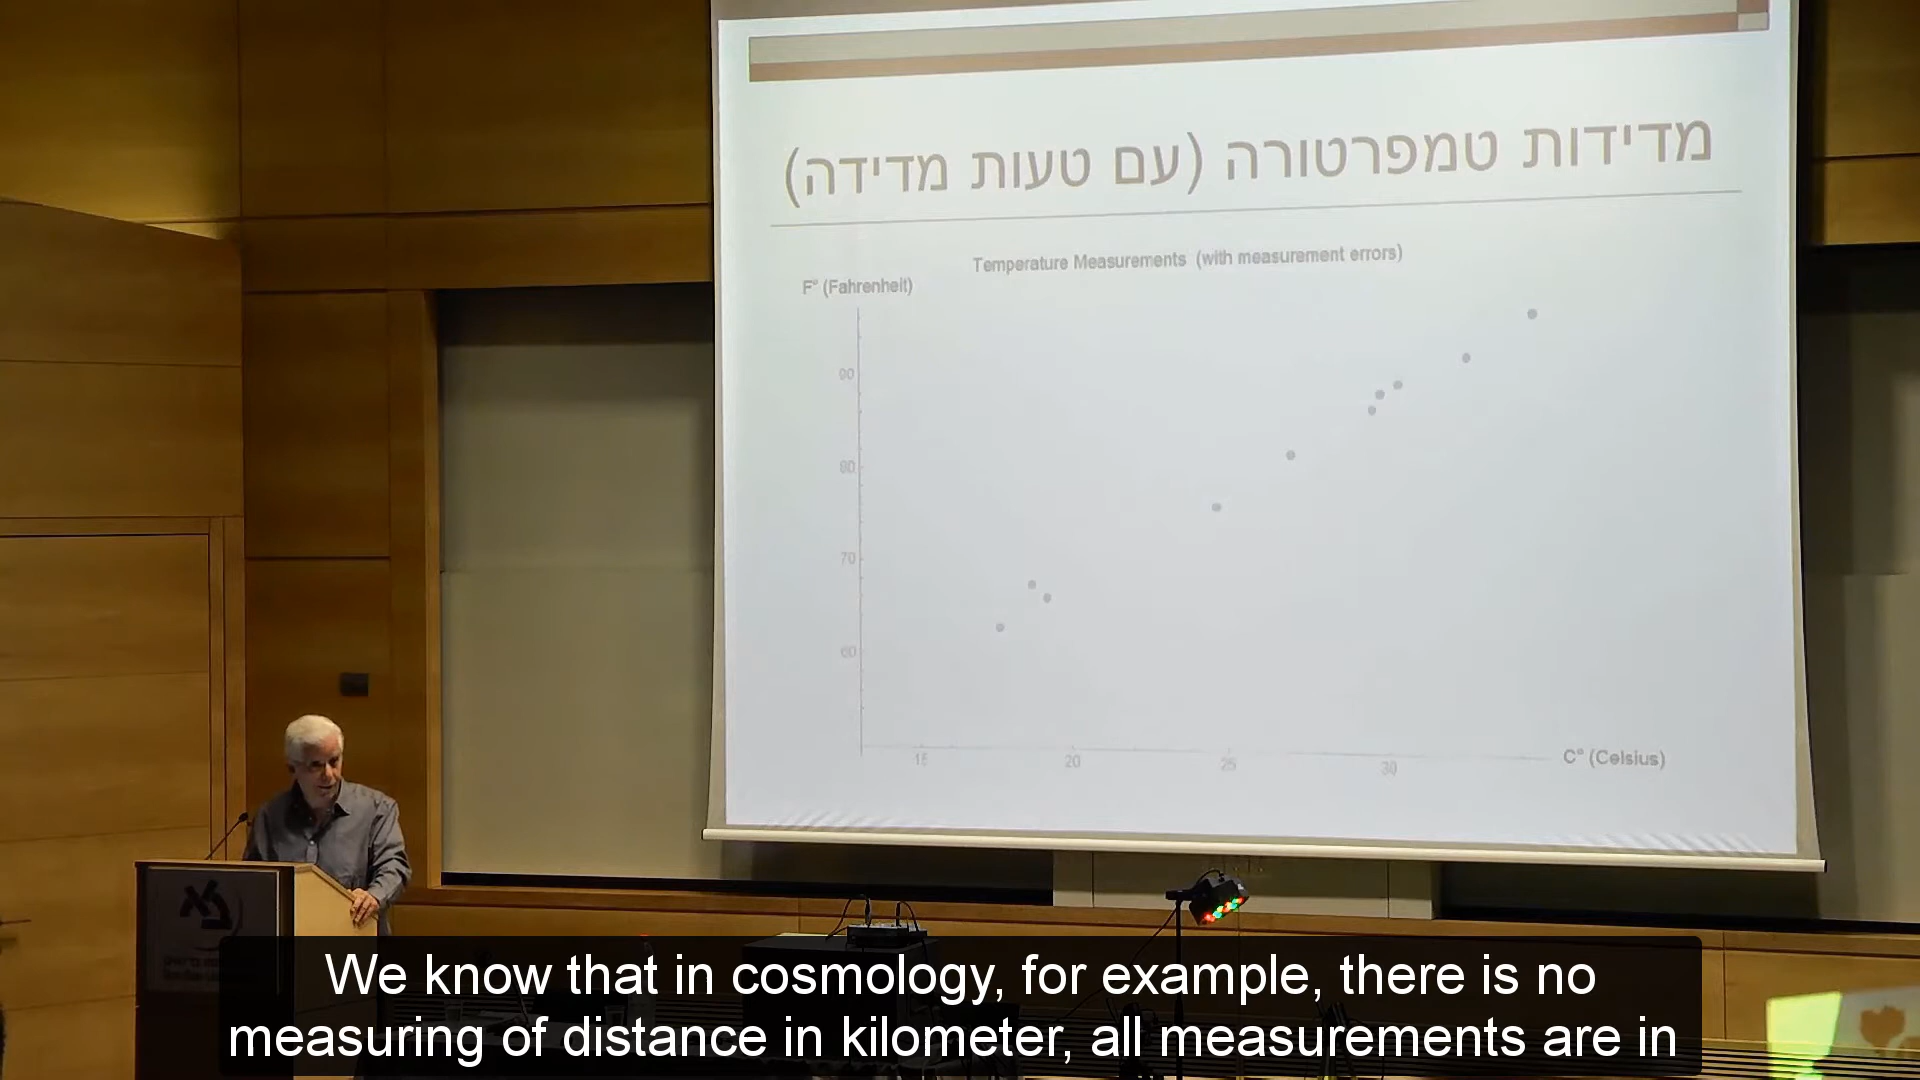 מדידות טמפרטורה (עם טעות מדידה)
Temperature Measurements (with measurement errors)
F° (Fahrenheit)
90
80
70
60
15
20
25
30
C° (Celsius)
We know that in cosmology, for example, there is no
measuring of distance in kilometer, all measurements are in